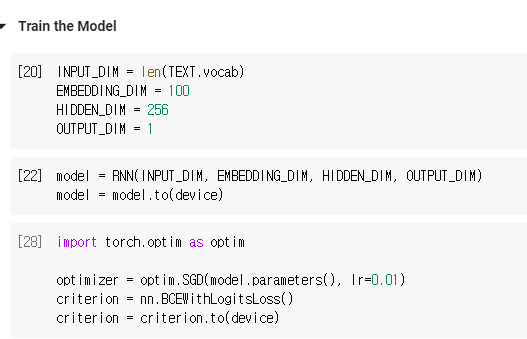 Train the Model
[20] INPUT_DIM = len(TEXT.vocab)
EMBEDDING_DIM = 100
HIDDEN_DIM = 256
OUTPUT_DIM = 1
[22] model = RNN(INPUT_DIM, EMBEDDING_DIM, HIDDEN_DIM, OUTPUT_DIM)
model = model.to(device)
[28] import torch.optim as optim
optimizer = optim.SGD(model.parameters(), lr=0.01)
criterion = nn.BCEWithLogitsLoss()
criterion = criterion.to(device)